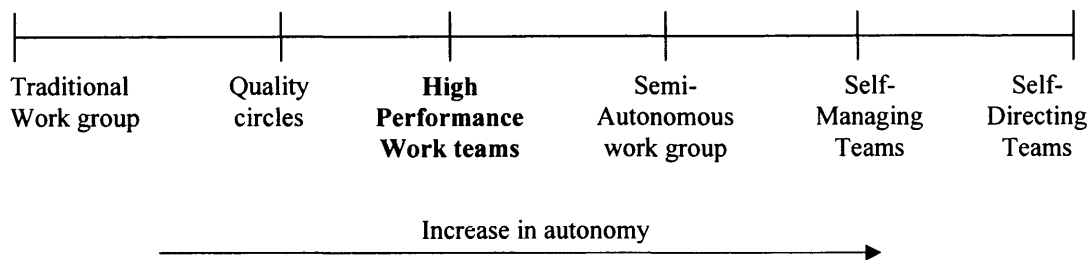 Traditional
Work group
Quality
circles
High
Performance
Work teams
Semi-
Autonomous
work group
Self-
Managing
Teams
Self-
Directing
Teams
Increase in autonomy